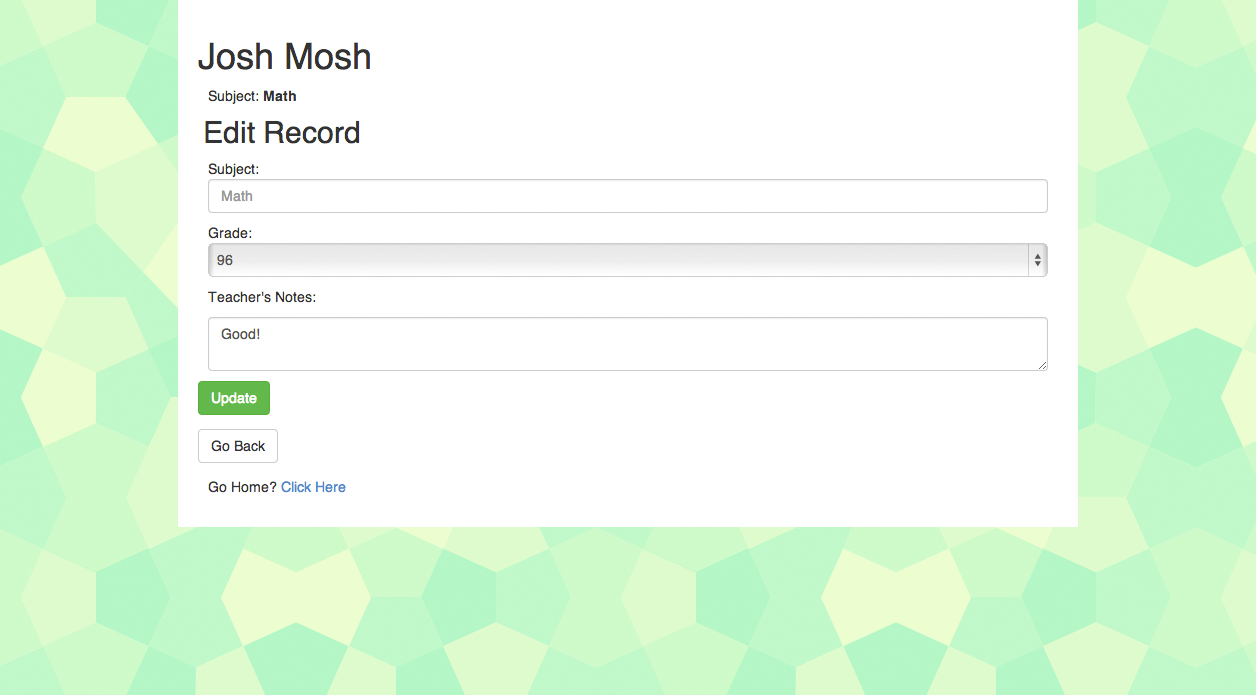 Josh Mosh
Subject: Math
Edit Record
Subject:
Math
Grade:
96
Teacher's Notes:
Good!
Update
Go Back
Go Home? Click Here